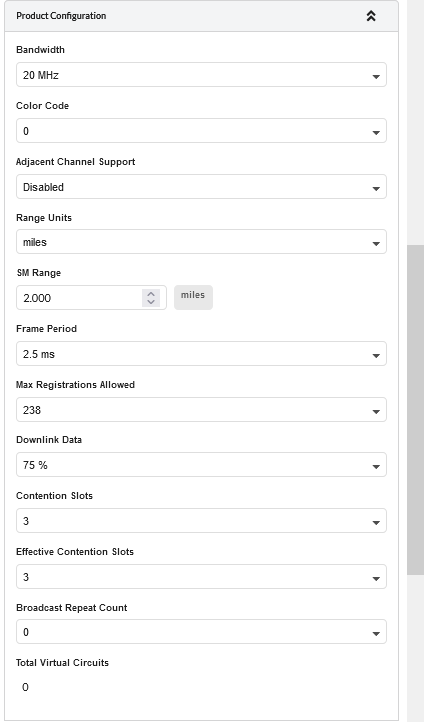 Product Configuration
Bandwidth
20 MHz
Color Code
0
Adjacent Channel Support
Disabled
Range Units
miles
SM Range
2.000 miles
Frame Period
2.5 ms
Max Registrations Allowed
238
Downlink Data
75 %
Contention Slots
3
Effective Contention Slots
3
Broadcast Repeat Count
0
Total Virtual Circuits
0